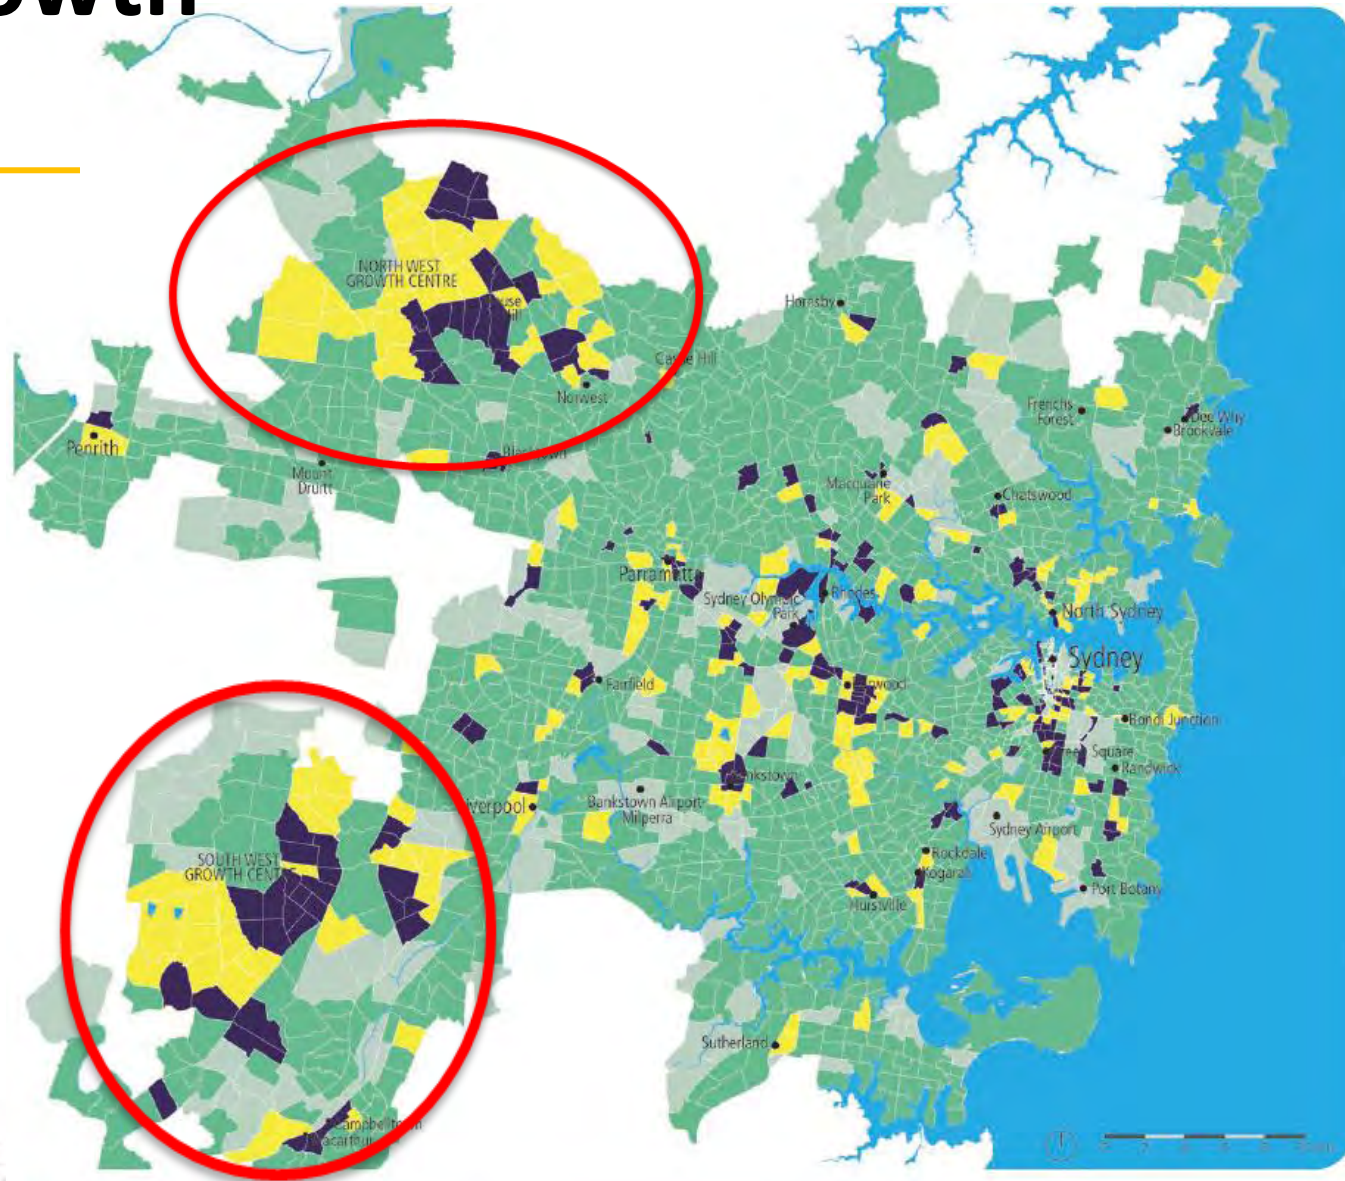 NORTH WEST
GROWTH CENTRE
Hornsby
Norwest
Frenchs
Forest
Dee Why
Brookvale
Penrith
Mount
Druitt
Macquarie
Park
Chatswood
Parramatta
Sydney Olympic
Park
Rhodes
North Sydney
Sydney
Fairfield
Bondi Junction
Square
Randwick
Bankstown Airport-
Milperra
Sydney Airport
SOUTH WEST
Rockdale
Kogarah
Port Botany
Hurstville
Sutherland